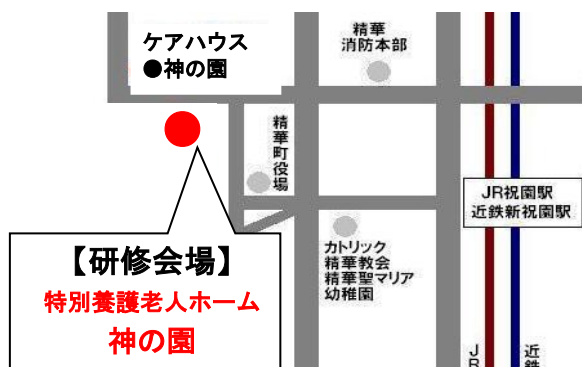 ケアハウス
●神の園
精華
消防本部
精華町役場
JR祝園駅
近鉄新祝園駅
カトリック
精華教会
精華聖マリア
幼稚園
【研修会場】
特別養護老人ホーム
神の園
JR
近鉄